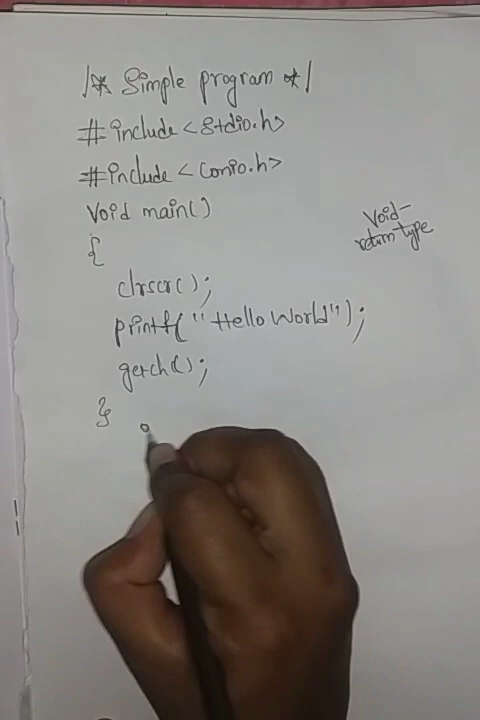 /* Simple program */
#include<stdio.h>
#include<conio.h>
Void main()
{
clrscr();
printf("Hello World");
getch();
}
o
Void-
return type